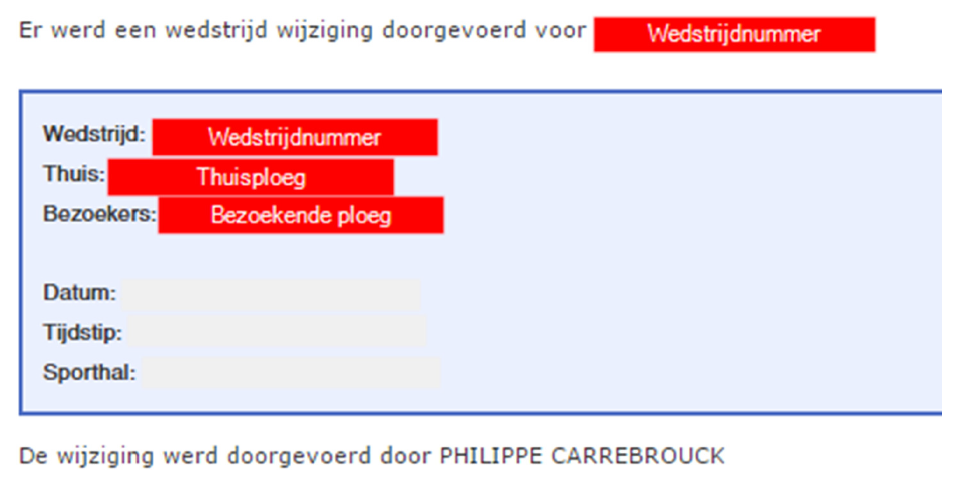 Er werd een wedstrijd wijziging doorgevoerd voor Wedstrijdnummer
Wedstrijd: Wedstrijdnummer
Thuis: Thuisploeg
Bezoekers: Bezoekende ploeg
Datum:
Tijdstip:
Sporthal:
De wijziging werd doorgevoerd door PHILIPPE CARREBROUCK